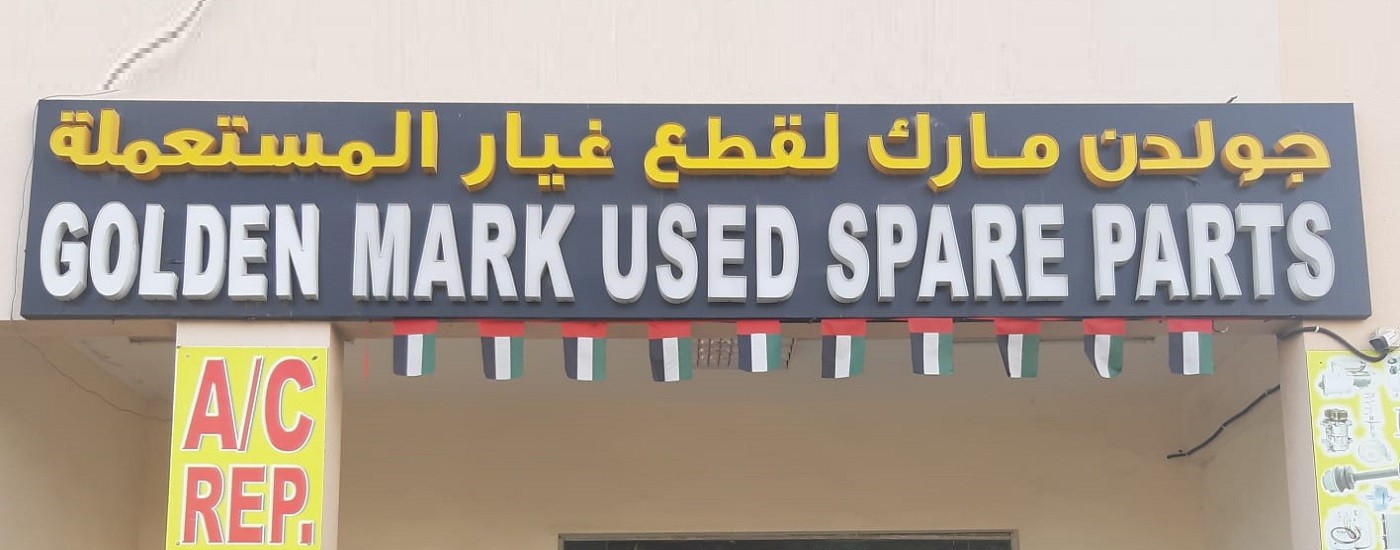 جولدن مارك لقطع غيار المستعملة
GOLDEN MARK USED SPARE PARTS
A/C
REP.